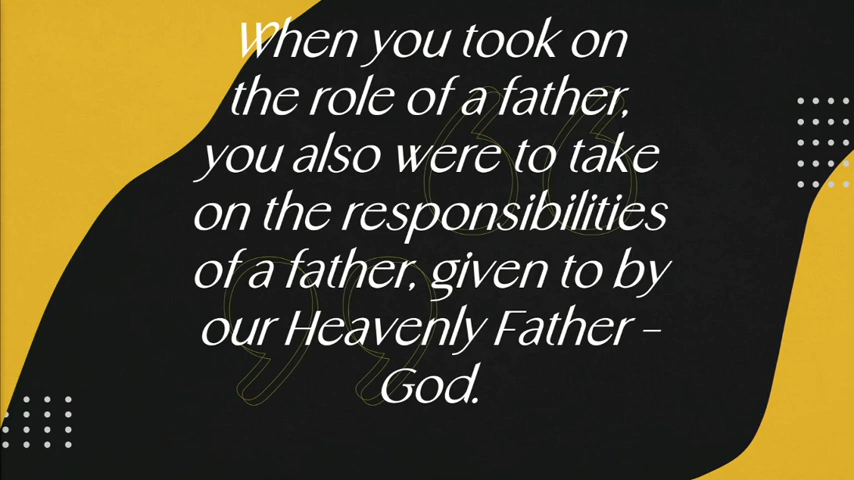 When you took on
the role of a father,
you also were to take
on the responsibilities
of a father, given to by
our Heavenly Father –
God.